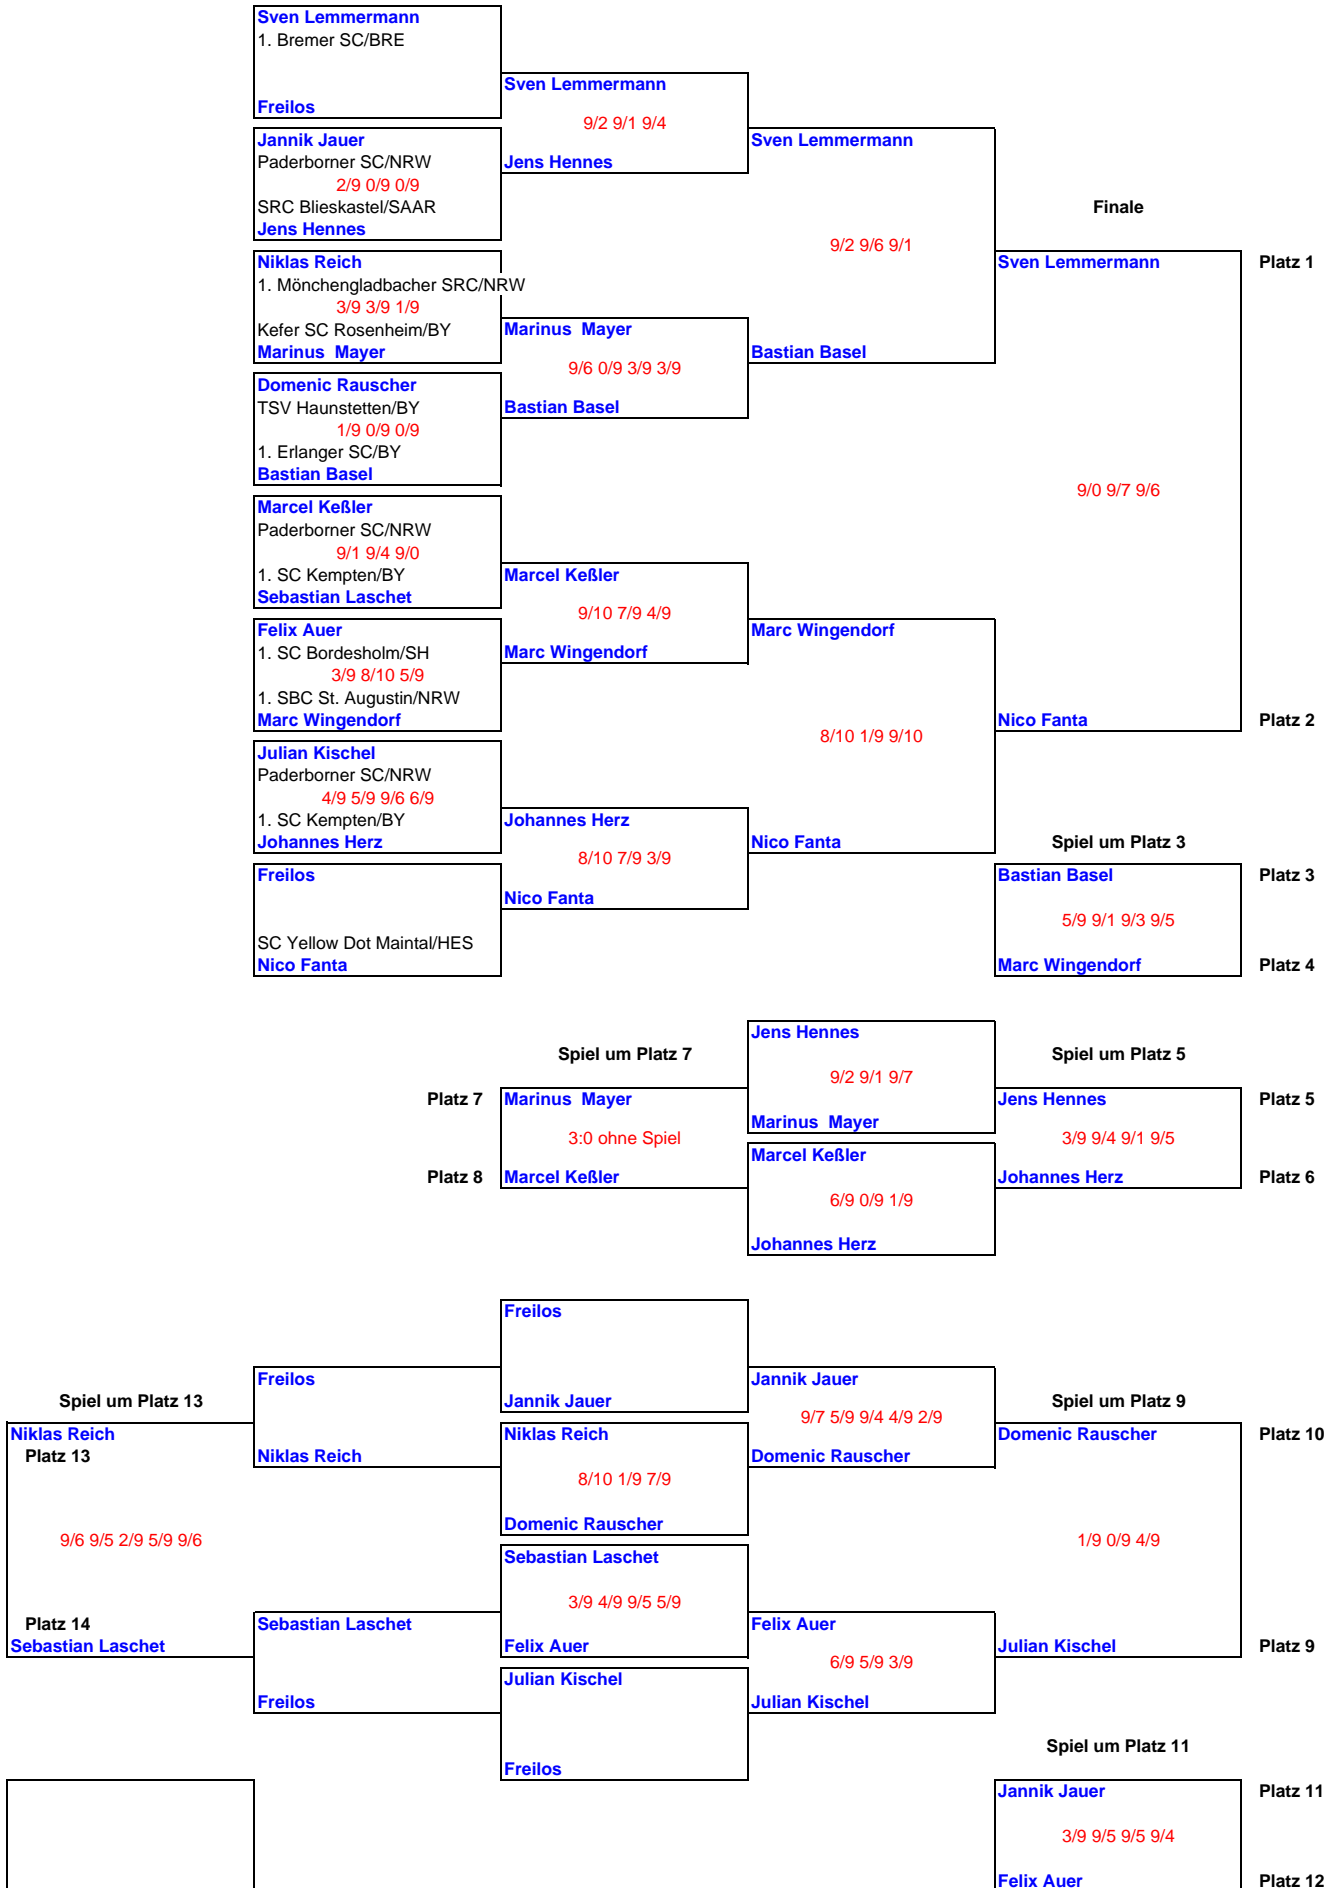 Sven Lemmermann
1. Bremer SC/BRE
Sven Lemmermann
Freilos
9/2 9/1 9/4
Jannik Jauer
Sven Lemmermann
Paderborner SC/NRW
Jens Hennes
2/9 0/9 0/9
SRC Blieskastel/SAAR
Finale
Jens Hennes
9/2 9/6 9/1
Niklas Reich
Sven Lemmermann
Platz 1
1. Mönchengladbacher SRC/NRW
3/9 3/9 1/9
Kefer SC Rosenheim/BY
Marinus Mayer
Marinus Mayer
Bastian Basel
9/6 0/9 3/9 3/9
Domenic Rauscher
TSV Haunstetten/BY
Bastian Basel
1/9 0/9 0/9
1. Erlanger SC/BY
Bastian Basel
9/0 9/7 9/6
Marcel Keßler
Paderborner SC/NRW
9/1 9/4 9/0
1. SC Kempten/BY
Marcel Keßler
Sebastian Laschet
9/10 7/9 4/9
Felix Auer
Marc Wingendorf
1. SC Bordesholm/SH
Marc Wingendorf
3/9 8/10 5/9
1. SBC St. Augustin/NRW
Marc Wingendorf
Nico Fanta
Platz 2
8/10 1/9 9/10
Julian Kischel
Paderborner SC/NRW
4/9 5/9 9/6 6/9
1. SC Kempten/BY
Johannes Herz
Johannes Herz
Nico Fanta
Spiel um Platz 3
8/10 7/9 3/9
Freilos
Bastian Basel
Platz 3
Nico Fanta
5/9 9/1 9/3 9/5
SC Yellow Dot Maintal/HES
Nico Fanta
Marc Wingendorf
Platz 4
Jens Hennes
Spiel um Platz 7
Spiel um Platz 5
9/2 9/1 9/7
Platz 7
Marinus Mayer
Jens Hennes
Platz 5
Marinus Mayer
3:0 ohne Spiel
3/9 9/4 9/1 9/5
Marcel Keßler
Platz 8
Marcel Keßler
Johannes Herz
Platz 6
6/9 0/9 1/9
Johannes Herz
Freilos
Freilos
Jannik Jauer
Spiel um Platz 13
Jannik Jauer
Spiel um Platz 9
9/7 5/9 9/4 4/9 2/9
Niklas Reich
Niklas Reich
Domenic Rauscher
Platz 10
Platz 13
Niklas Reich
Domenic Rauscher
8/10 1/9 7/9
Domenic Rauscher
9/6 9/5 2/9 5/9 9/6
1/9 0/9 4/9
Sebastian Laschet
3/9 4/9 9/5 5/9
Platz 14
Sebastian Laschet
Felix Auer
Sebastian Laschet
Felix Auer
Julian Kischel
Platz 9
6/9 5/9 3/9
Julian Kischel
Freilos
Julian Kischel
Spiel um Platz 11
Freilos
Jannik Jauer
Platz 11
3/9 9/5 9/5 9/4
Felix Auer
Platz 12